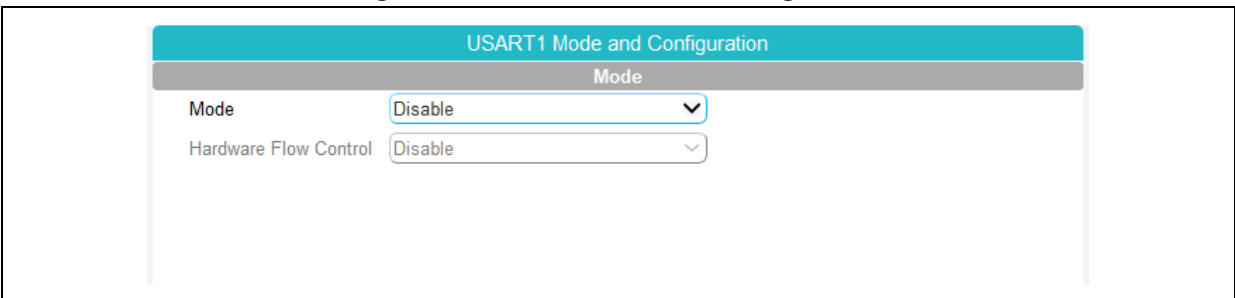 USART1 Mode and Configuration
Mode
Mode Disable
Hardware Flow Control Disable